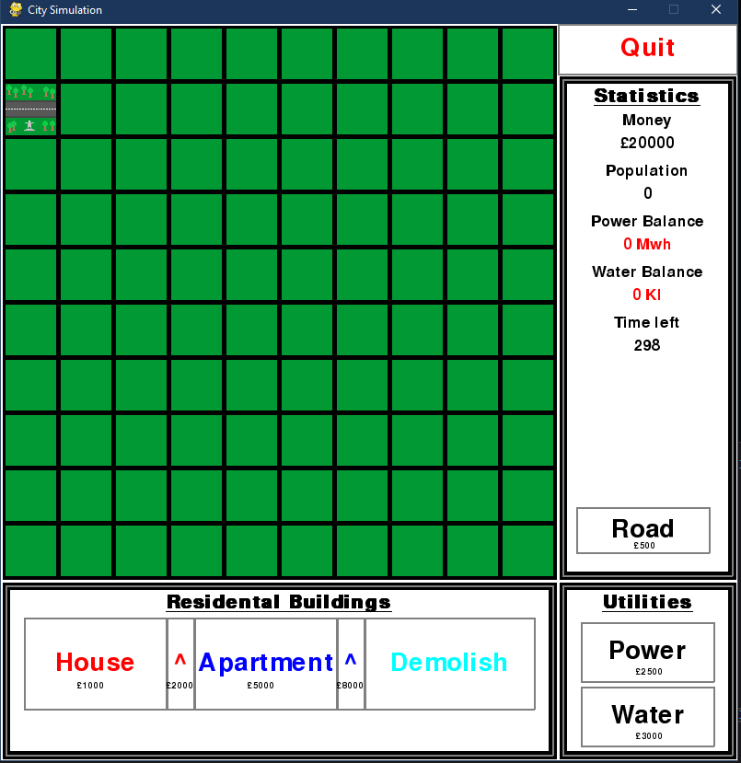 City Simulation
Quit
Statistics
Money
£20000
Population
0
Power Balance
0 Mwh
Water Balance
0 Kl
Time left
298
Road
£500
Residental Buildings
House ^ Apartment ^ Demolish
£1000 £2000 £5000 £8000
Utilities
Power
£2500
Water
£3000